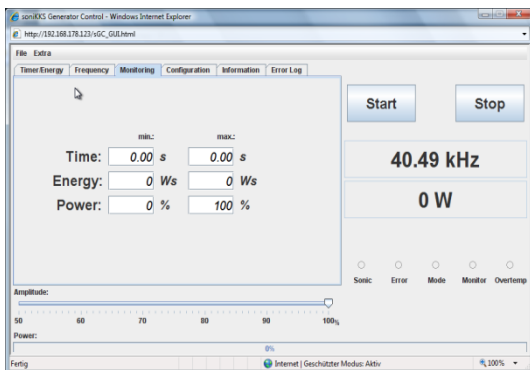 soniKKS Generator Control - Windows Internet Explorer
http://192.168.178.123/sGC_GUI.html
File Extra
Timer/Energy Frequency Monitoring Configuration Information Error Log
Start Stop
min.: max.:
Time: 0.00 s 0.00 s
Energy: 0 Ws 0 Ws
Power: 0 % 100 %
40.49 kHz
0 W
Sonic Error Mode Monitor Overtemp
Amplitude:
50 60 70 80 90 100%
Power:
0%
Fertig Internet | Geschützter Modus: Aktiv 100%